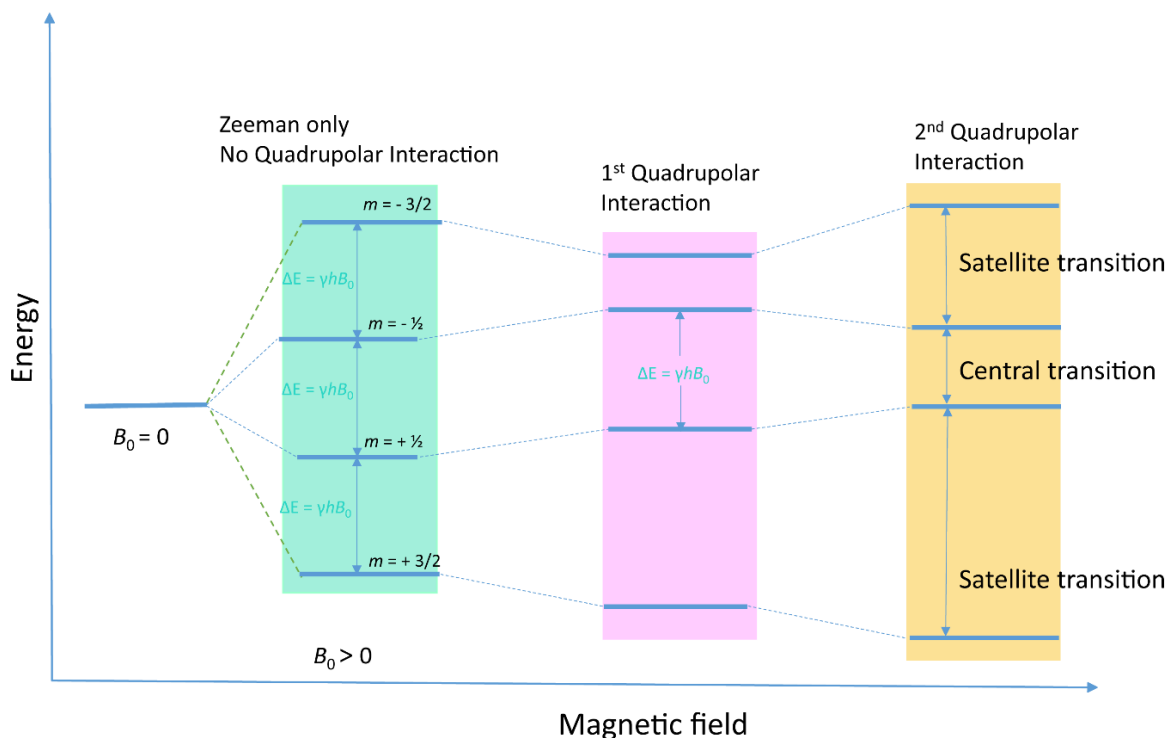 Zeeman only
No Quadrupolar Interaction
1st Quadrupolar
Interaction
2nd Quadrupolar
Interaction
m = - 3/2
ΔE = γhB0
m = - ½
ΔE = γhB0
m = + ½
ΔE = γhB0
m = + 3/2
ΔE = γhB0
Satellite transition
Central transition
Satellite transition
B0 = 0
B0 > 0
Energy
Magnetic field